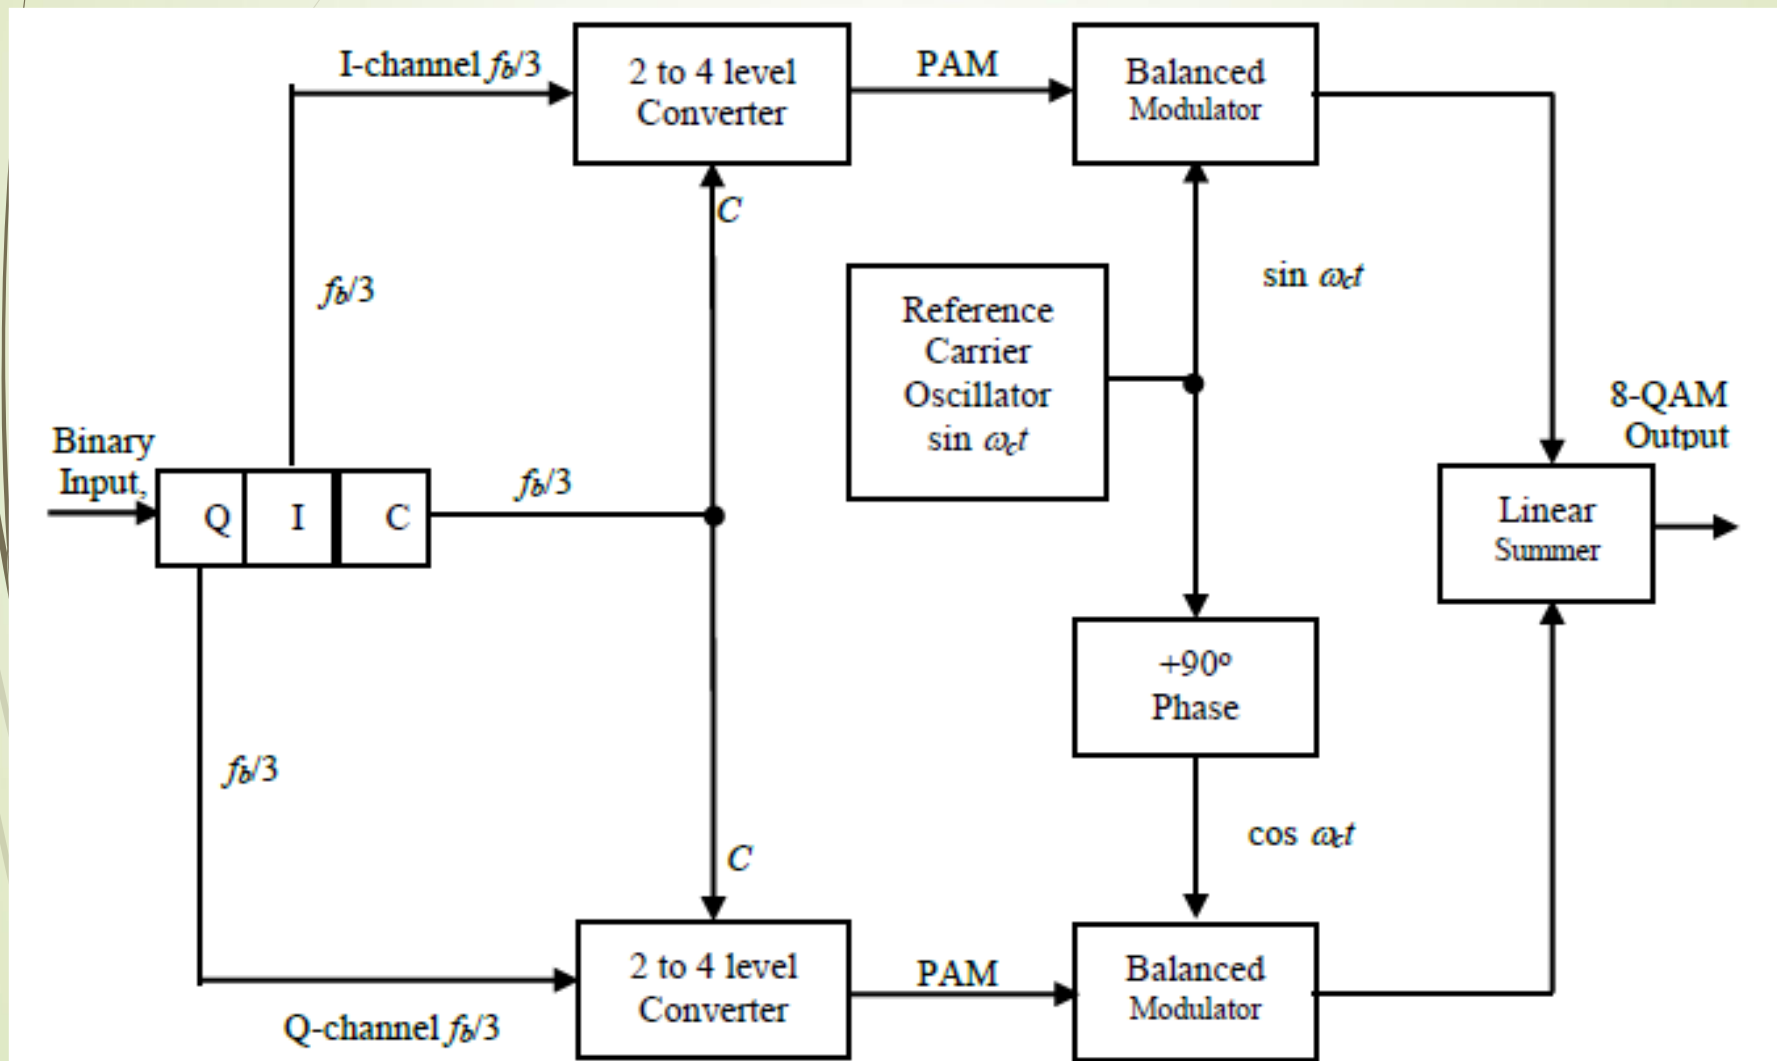 I-channel fb/3
2 to 4 level
Converter
PAM
Balanced
Modulator
C
fb/3
sin ωct
Reference
Carrier
Oscillator
sin ωct
8-QAM
Output
Binary
Input,
Q I C
fb/3
Linear
Summer
+90º
Phase
fb/3
cos ωct
C
2 to 4 level
Converter
PAM
Balanced
Modulator
Q-channel fb/3